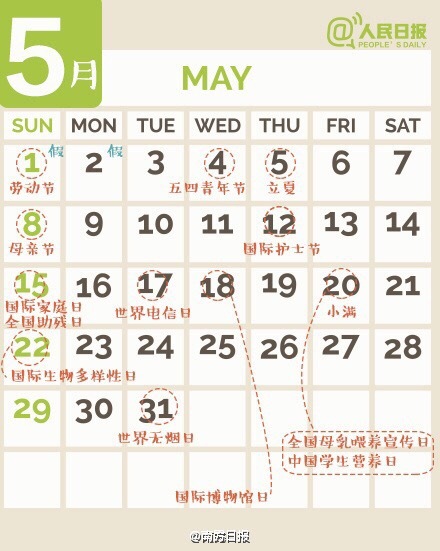 5月
@人民日报
PEOPLE'S DAILY
MAY
SUN MON TUE WED THU FRI SAT
1 假 2 假 3 4 5 6 7
劳动节 五四青年节 立夏
8 9 10 11 12 13 14
母亲节 国际护士节
15 16 17 18 19 20 21
国际家庭日 世界电信日 小满
全国助残日
22 23 24 25 26 27 28
国际生物多样性日
29 30 31
世界无烟日
全国母乳喂养宣传日
中国学生营养日
国际博物馆日
@南方日报